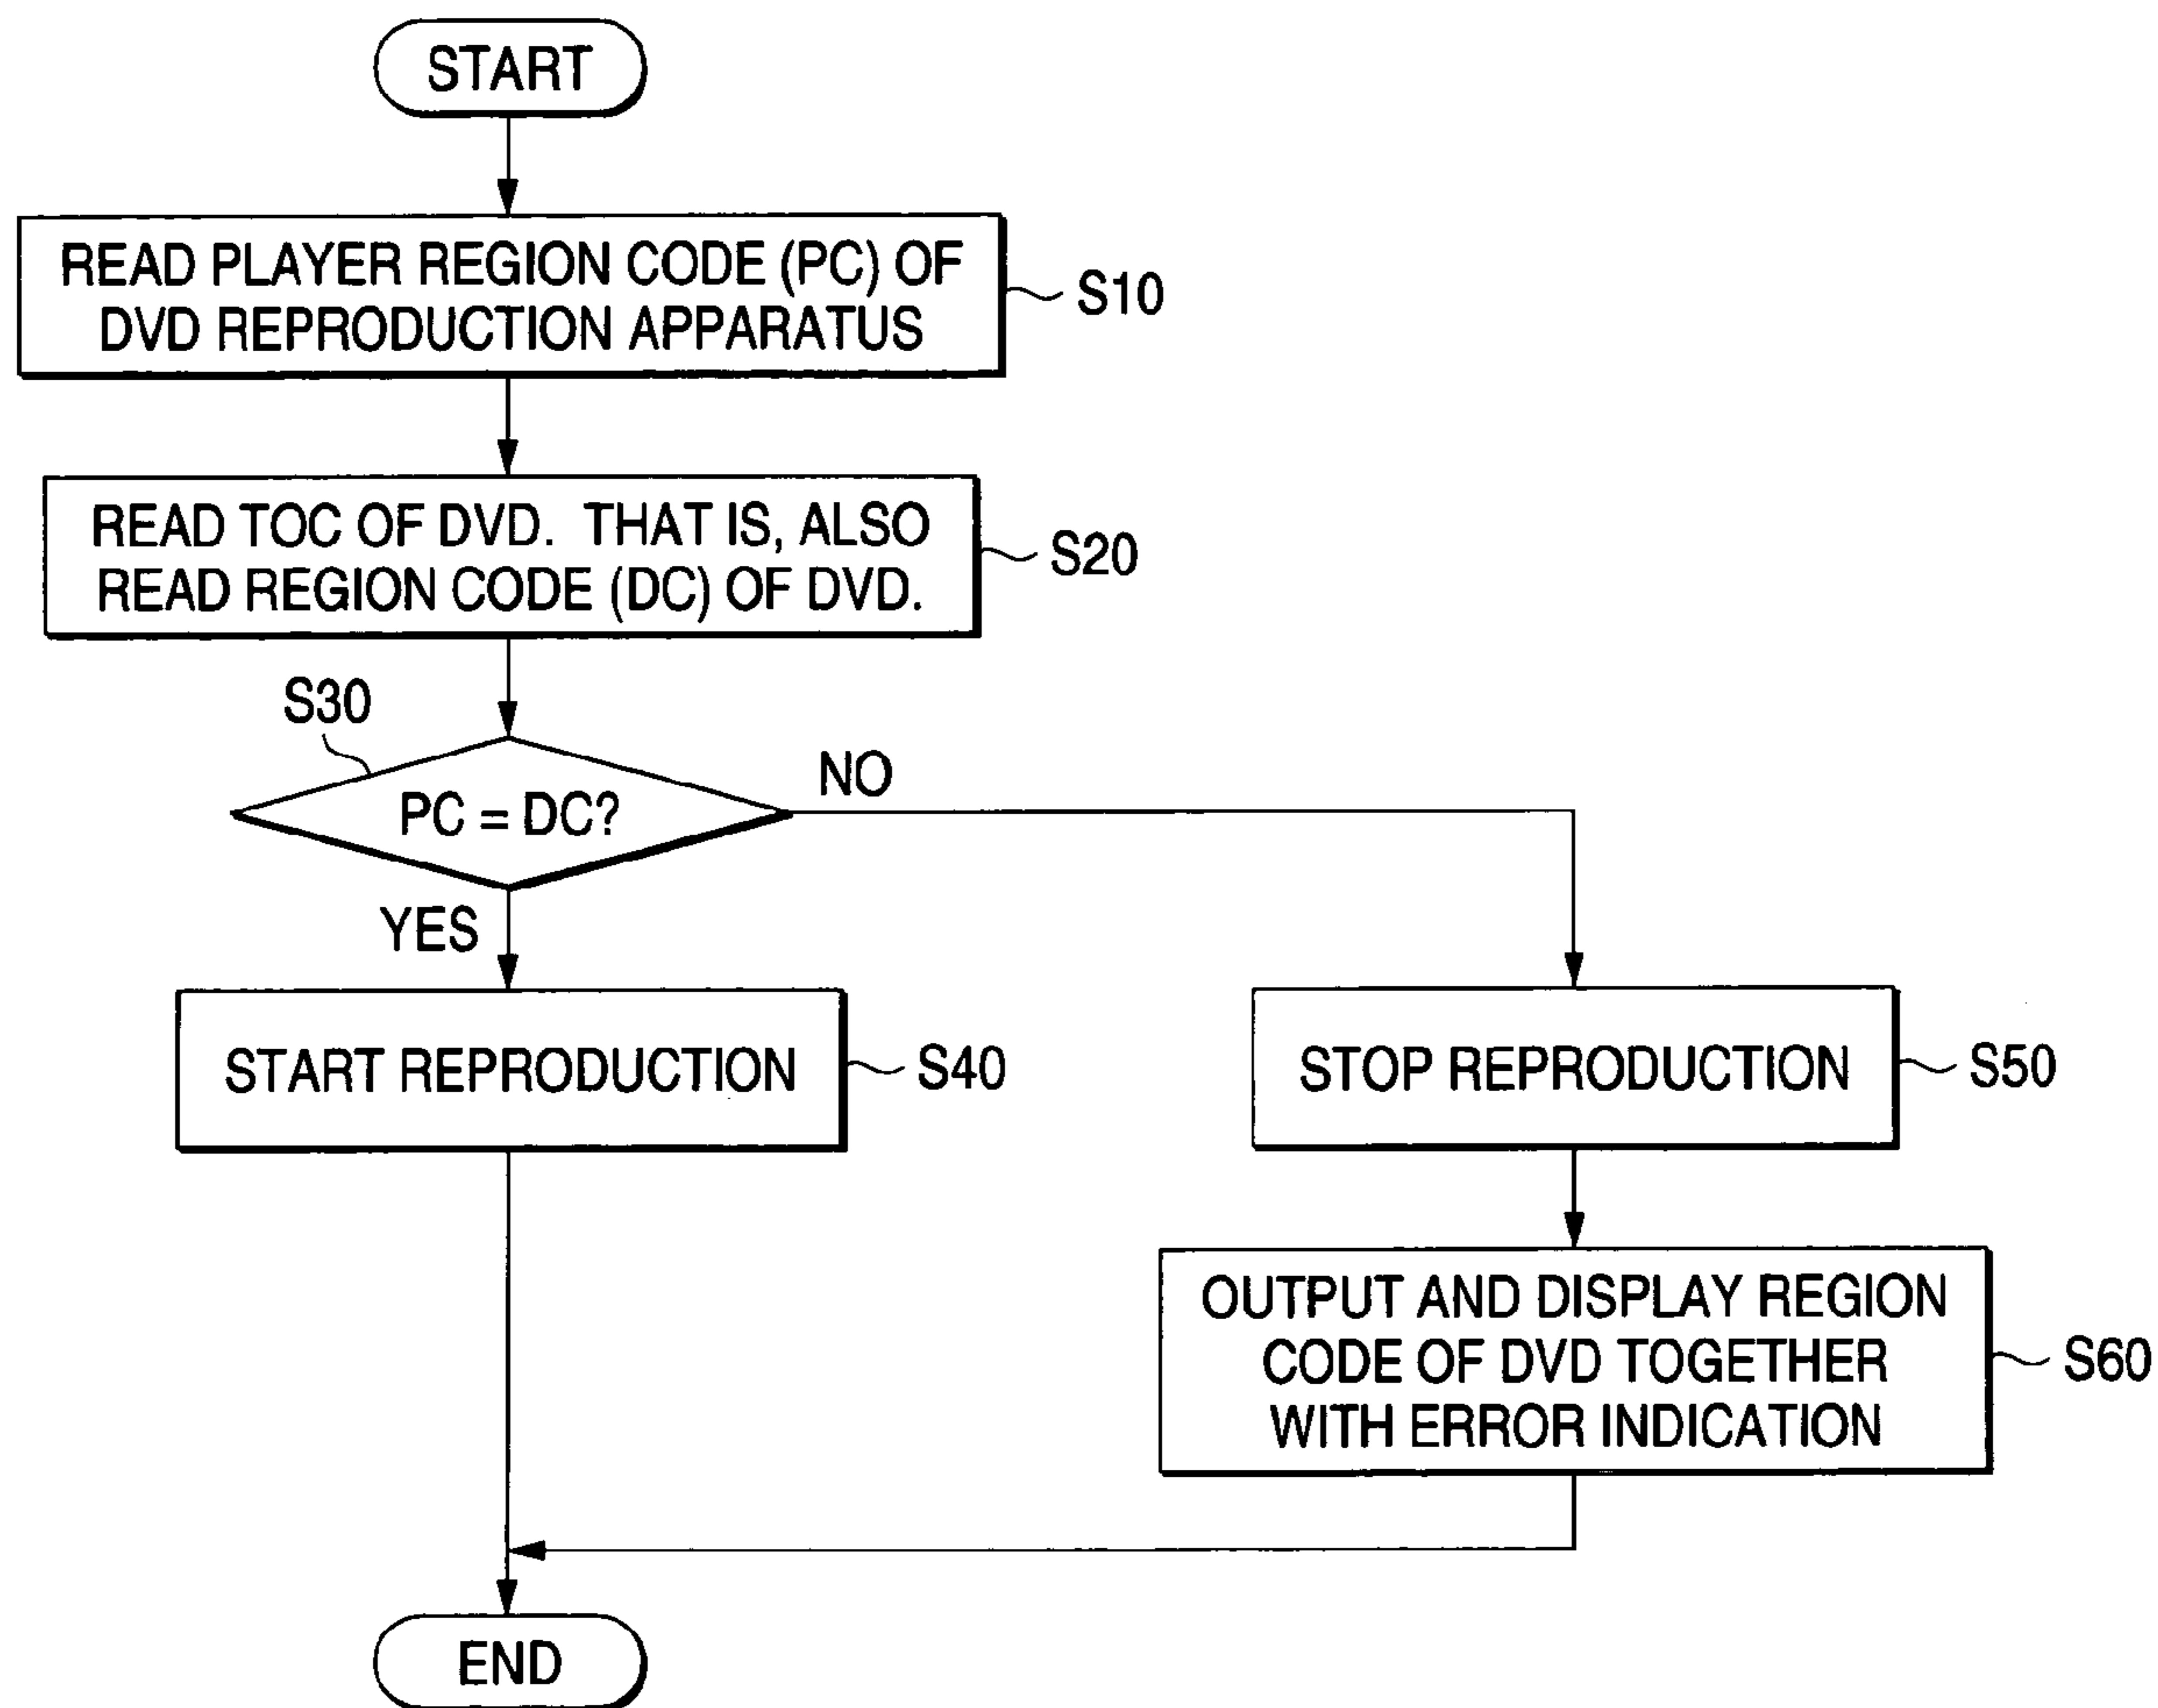 START
READ PLAYER REGION CODE (PC) OF
DVD REPRODUCTION APPARATUS
S10
READ TOC OF DVD. THAT IS, ALSO
READ REGION CODE (DC) OF DVD.
S20
S30
PC = DC?
NO
YES
START REPRODUCTION
S40
STOP REPRODUCTION
S50
OUTPUT AND DISPLAY REGION
CODE OF DVD TOGETHER
WITH ERROR INDICATION
S60
END